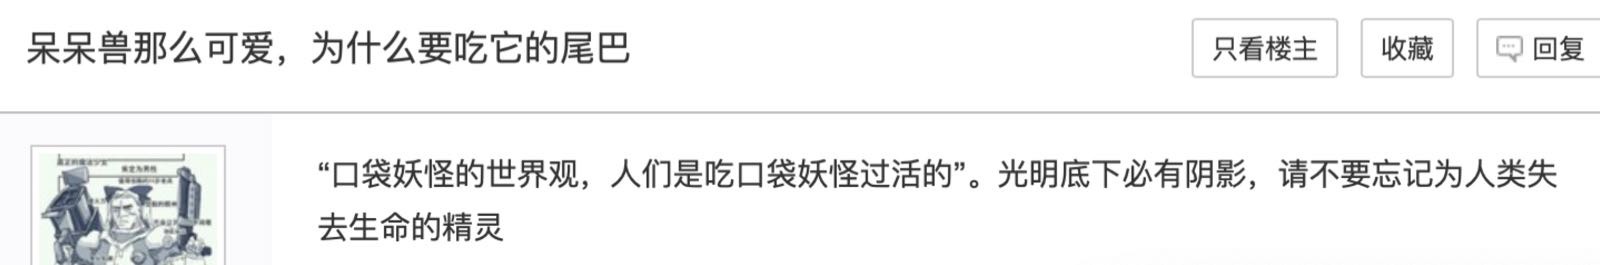 呆呆兽那么可爱，为什么要吃它的尾巴
只看楼主
收藏
回复
“口袋妖怪的世界观，人们是吃口袋妖怪过活的”。光明底下必有阴影，请不要忘记为人类失
去生命的精灵